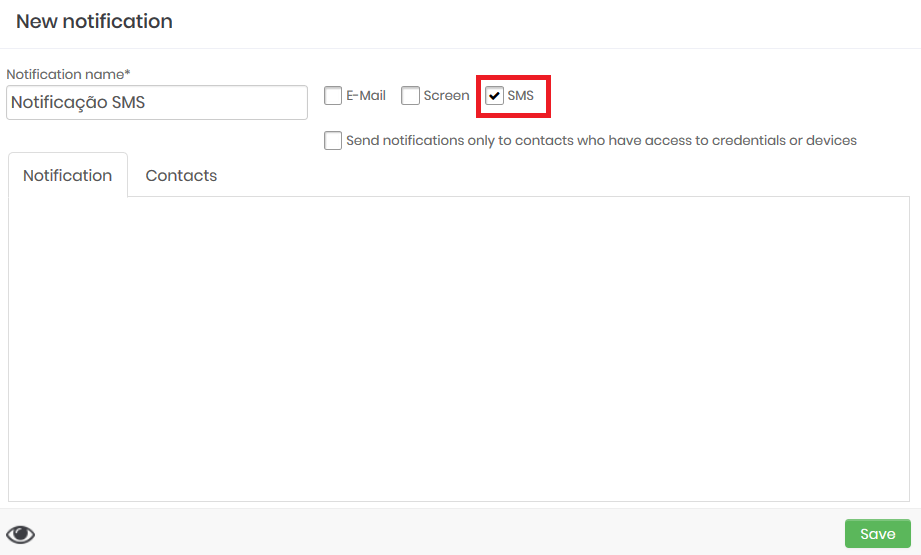 New notification
Notification name*
Notificação SMS
E-Mail Screen SMS
Send notifications only to contacts who have access to credentials or devices
Notification Contacts
Save